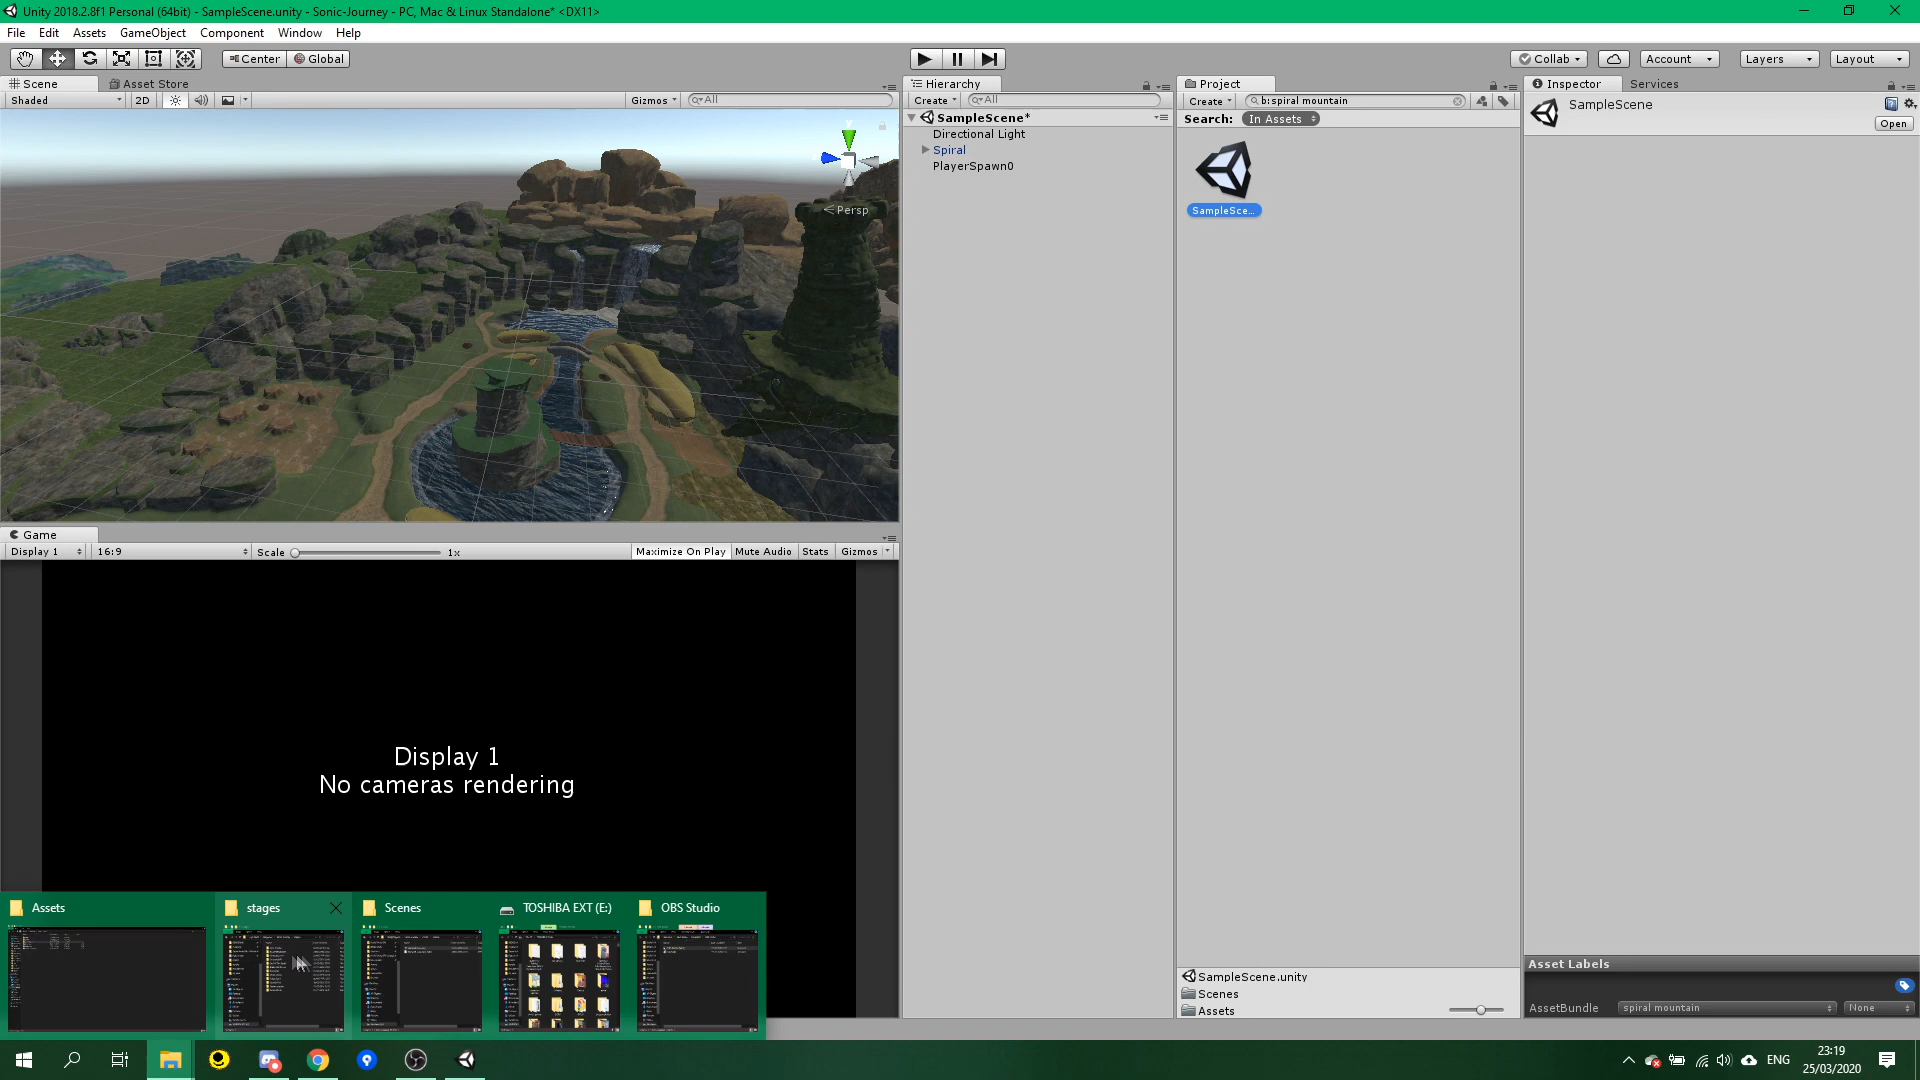 Unity 2018.2.8f1 Personal (64bit) - SampleScene.unity - Sonic-Journey - PC, Mac & Linux Standalone* <DX11>
File Edit Assets GameObject Component Window Help
Center Global
Collab Account Layers Layout
Scene Asset Store
Shaded 2D Gizmos All
y
Persp
Hierarchy
Create All
SampleScene*
Directional Light
Spiral
PlayerSpawn0
Project
Create b:spiral mountain
Search: In Assets
SampleSce...
Inspector Services
SampleScene
Open
Game
Display 1 16:9 Scale 1x Maximize On Play Mute Audio Stats Gizmos
Display 1
No cameras rendering
Assets stages Scenes TOSHIBA EXT (E:) OBS Studio
SampleScene.unity
Scenes
Assets
Asset Labels
AssetBundle spiral mountain None
ENG
23:19
25/03/2020